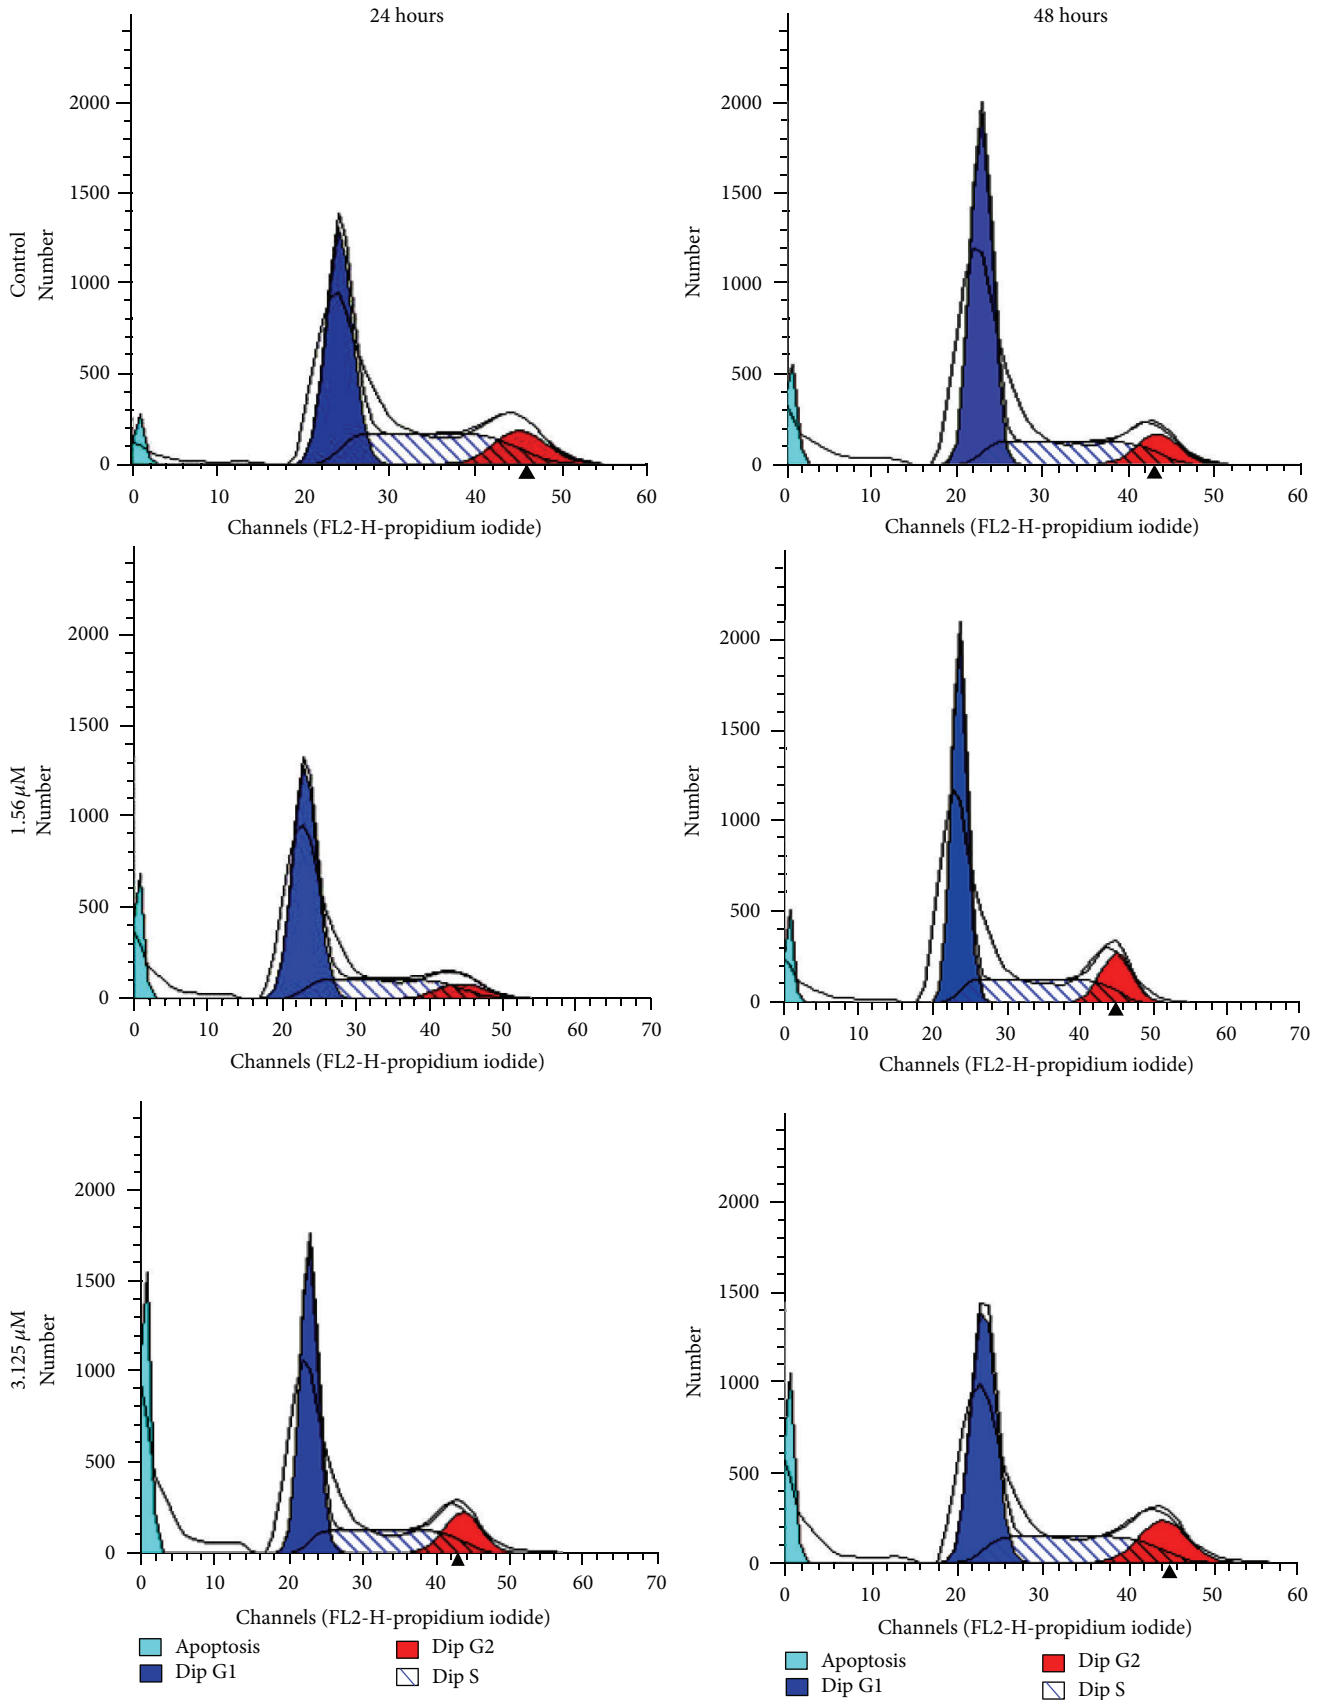 24 hours
48 hours
Control
Number
2000
1500
1000
500
0
0 10 20 30 40 50 60
Channels (FL2-H-propidium iodide)
Number
2000
1500
1000
500
0
0 10 20 30 40 50 60
Channels (FL2-H-propidium iodide)
1.56 μM
Number
2000
1500
1000
500
0
0 10 20 30 40 50 60 70
Channels (FL2-H-propidium iodide)
Number
2000
1500
1000
500
0
0 10 20 30 40 50 60 70
Channels (FL2-H-propidium iodide)
3.125 μM
Number
2000
1500
1000
500
0
0 10 20 30 40 50 60 70
Channels (FL2-H-propidium iodide)
Number
2000
1500
1000
500
0
0 10 20 30 40 50 60
Channels (FL2-H-propidium iodide)
Apoptosis
Dip G1
Dip G2
Dip S
Apoptosis
Dip G1
Dip G2
Dip S